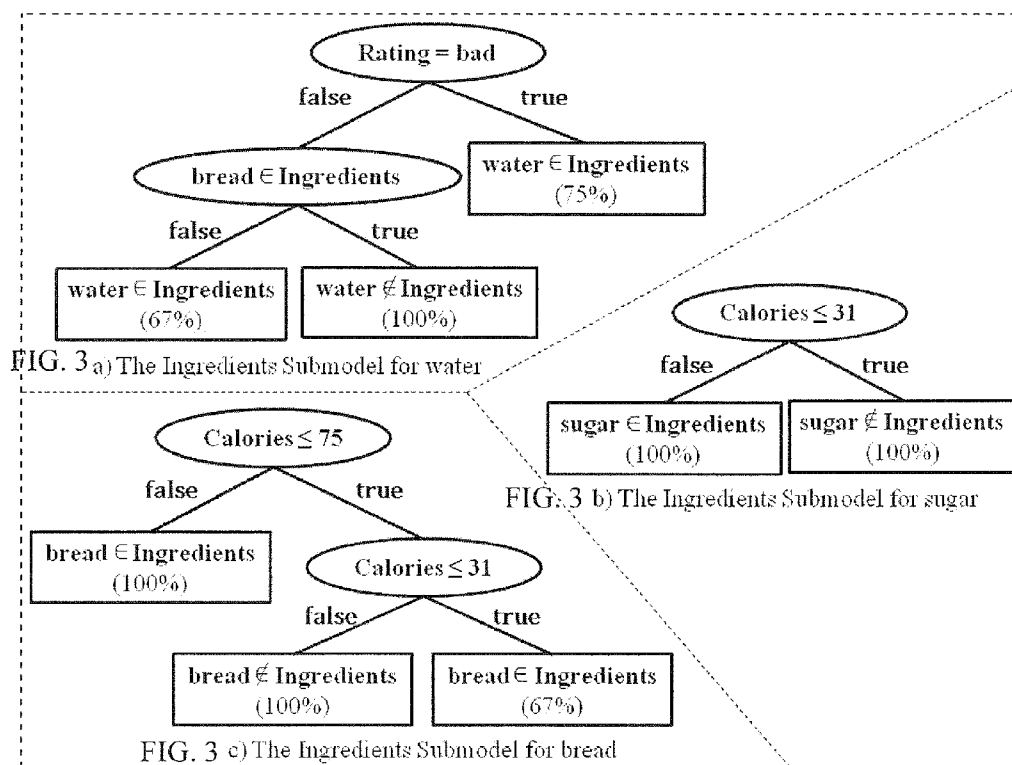 Rating = bad
false
true
bread ∈ Ingredients
water ∈ Ingredients
(75%)
false
true
water ∈ Ingredients
(67%)
water ∉ Ingredients
(100%)
FIG. 3 a) The Ingredients Submodel for water
Calories ≤ 31
false
true
sugar ∈ Ingredients
(100%)
sugar ∉ Ingredients
(100%)
FIG. 3 b) The Ingredients Submodel for sugar
Calories ≤ 75
false
true
bread ∈ Ingredients
(100%)
Calories ≤ 31
false
true
bread ∉ Ingredients
(100%)
bread ∈ Ingredients
(67%)
FIG. 3 c) The Ingredients Submodel for bread